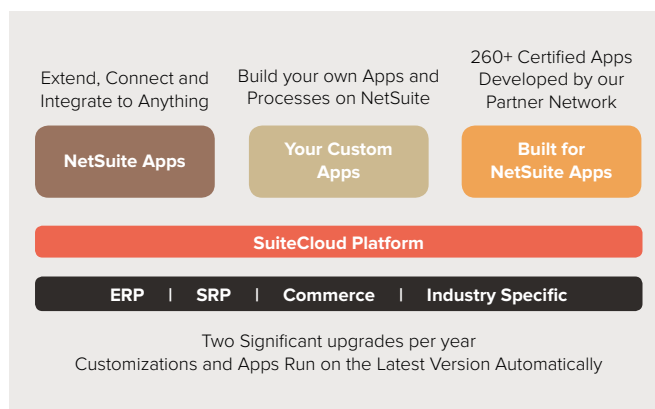 Extend, Connect and
Integrate to Anything
Build your own Apps and
Processes on NetSuite
260+ Certified Apps
Developed by our
Partner Network
NetSuite Apps
Your Custom
Apps
Built for
NetSuite Apps
SuiteCloud Platform
ERP | SRP | Commerce | Industry Specific
Two Significant upgrades per year
Customizations and Apps Run on the Latest Version Automatically